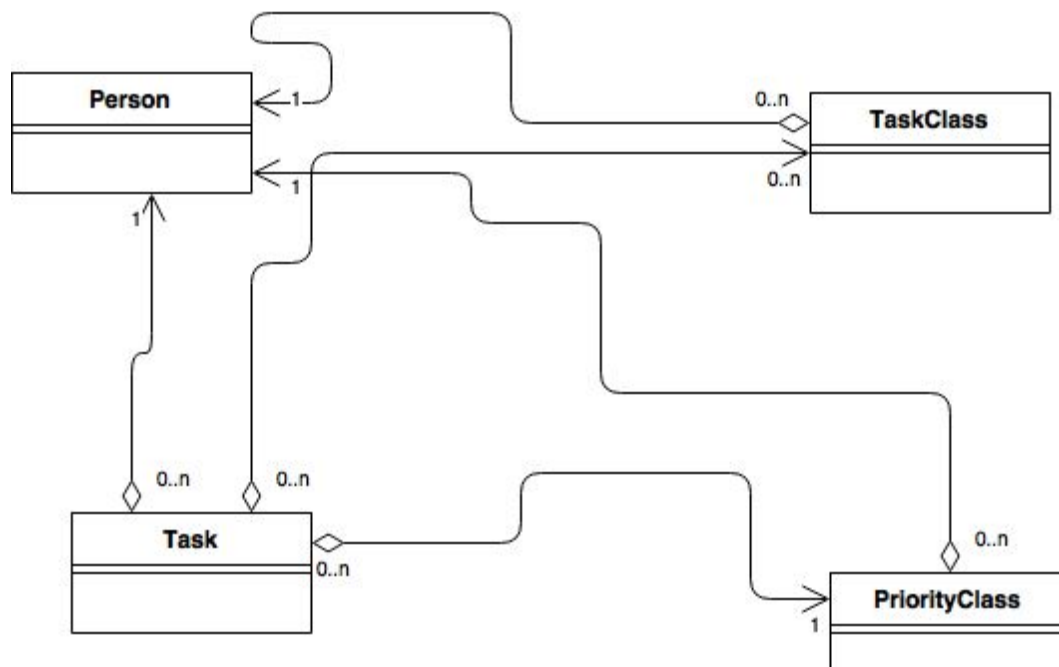 Person
1
0..n
TaskClass
0..n
1
1
0..n
0..n
0..n
Task
0..n
PriorityClass
1